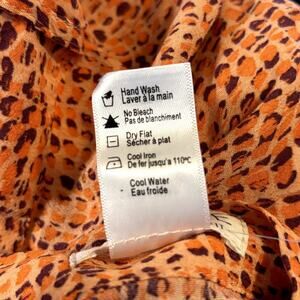 Hand Wash
Laver à la main
No Bleach
Pas de blanchiment
Dry Flat
Sécher à plat
Cool Iron
De fer jusqu'a 110ºC
Cool Water
Eau froide